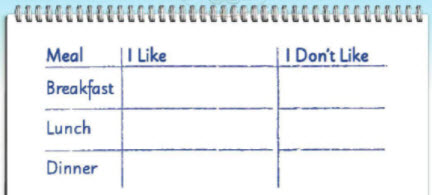 Meal I Like I Don't Like
Breakfast
Lunch
Dinner